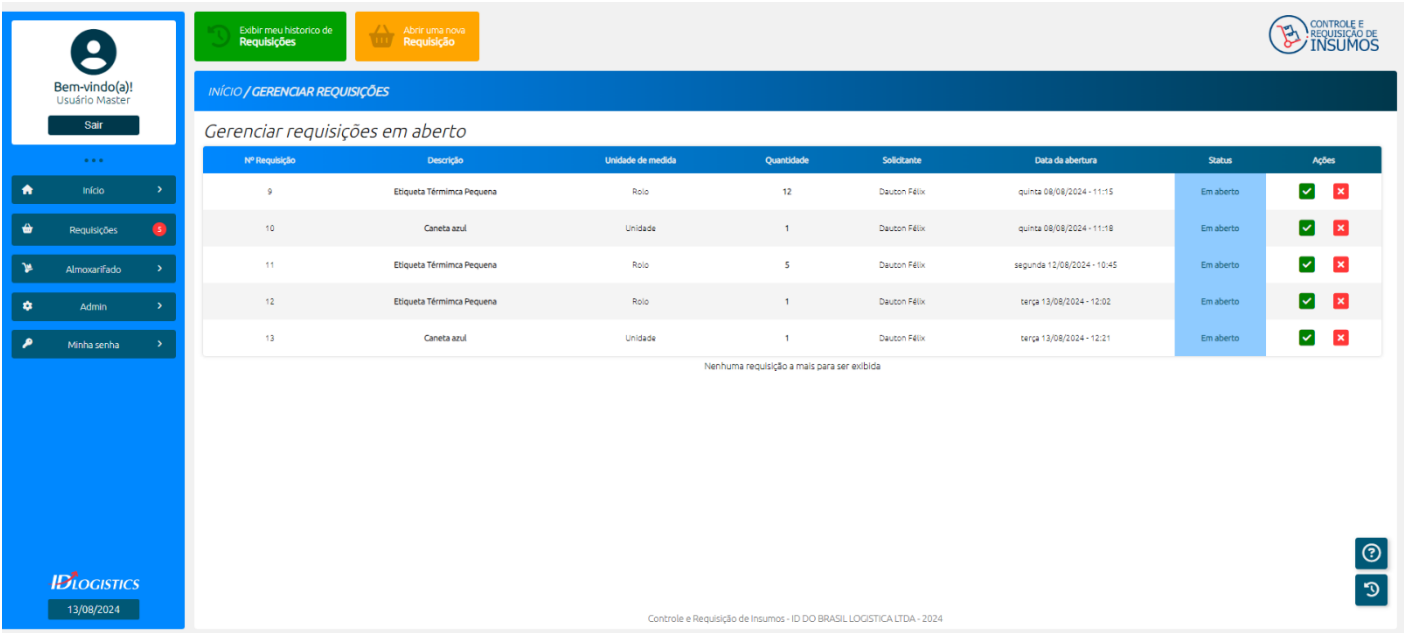 Exibir meu historico de
Requisições
Abrir uma nova
Requisição
CONTROLE E
REQUISIÇÃO DE
INSUMOS
Bem-vindo(a)!
Usuário Master
Sair
INÍCIO / GERENCIAR REQUISIÇÕES
Gerenciar requisições em aberto
Nº Requisição Descrição Unidade de medida Quantidade Solicitante Data da abertura Status Ações
9 Etiqueta Térmimca Pequena Rolo 12 Dauton Félix quinta 08/08/2024 - 11:15 Em aberto
10 Caneta azul Unidade 1 Dauton Félix quinta 08/08/2024 - 11:18 Em aberto
11 Etiqueta Térmimca Pequena Rolo 5 Dauton Félix segunda 12/08/2024 - 10:45 Em aberto
12 Etiqueta Térmimca Pequena Rolo 1 Dauton Félix terça 13/08/2024 - 12:02 Em aberto
13 Caneta azul Unidade 1 Dauton Félix terça 13/08/2024 - 12:21 Em aberto
Nenhuma requisição a mais para ser exibida
Início
Requisições 5
Almoxarifado
Admin
Minha senha
ID LOGISTICS
13/08/2024
Controle e Requisição de Insumos - ID DO BRASIL LOGISTICA LTDA - 2024